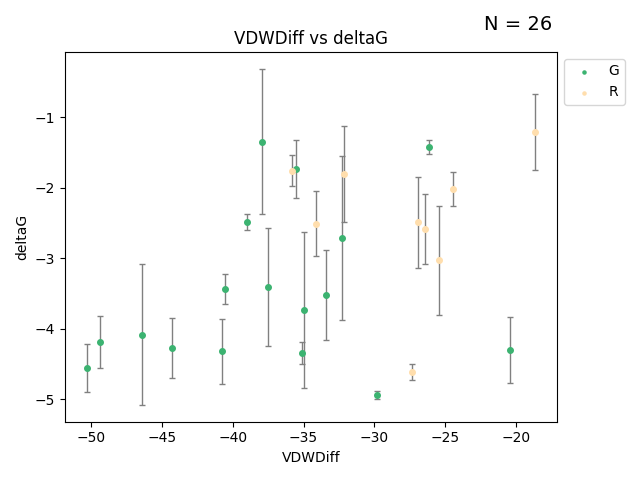 N = 26
VDWDiff vs deltaG
G
R
−1
−2
−3
−4
−5
deltaG
−50
−45
−40
−35
−30
−25
−20
VDWDiff